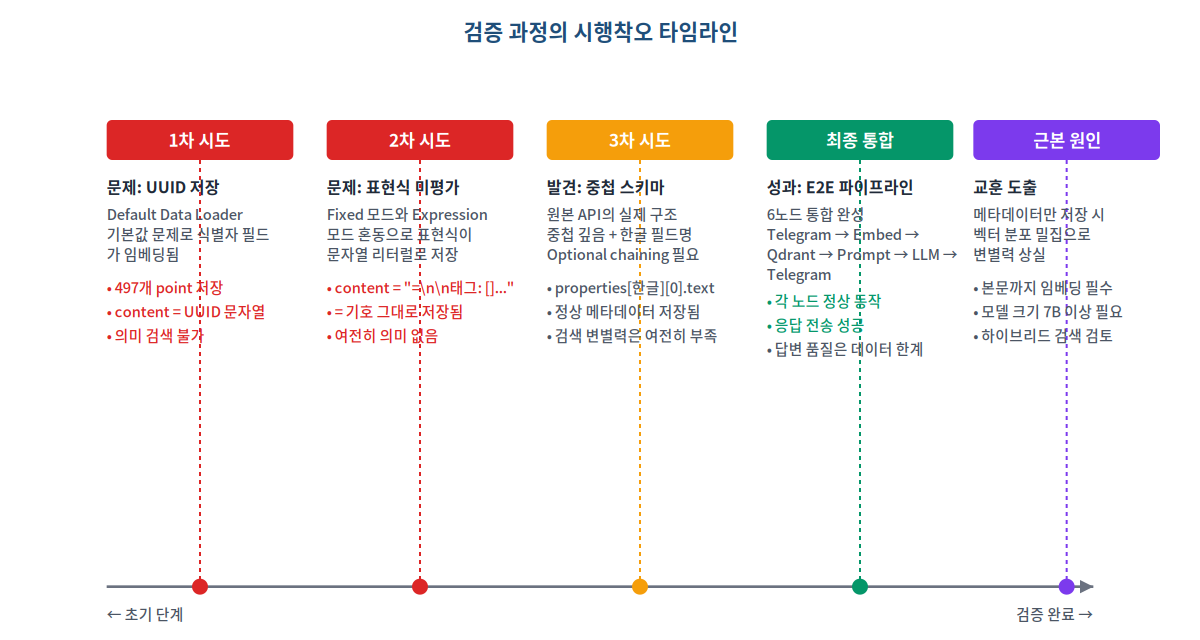 검증 과정의 시행착오 타임라인
1차 시도
문제: UUID 저장
Default Data Loader
기본값 문제로 식별자 필드
가 임베딩됨
• 497개 point 저장
• content = UUID 문자열
• 의미 검색 불가
2차 시도
문제: 표현식 미평가
Fixed 모드와 Expression
모드 혼동으로 표현식이
문자열 리터럴로 저장
• content = "=\n\n태그: []..."
• = 기호 그대로 저장됨
• 여전히 의미 없음
3차 시도
발견: 중첩 스키마
원본 API의 실제 구조
중첩 깊음 + 한글 필드명
Optional chaining 필요
• properties[한글][0].text
• 정상 메타데이터 저장됨
• 검색 변별력은 여전히 부족
최종 통합
성과: E2E 파이프라인
6노드 통합 완성
Telegram → Embed →
Qdrant → Prompt → LLM →
Telegram
• 각 노드 정상 동작
• 응답 전송 성공
• 답변 품질은 데이터 한계
근본 원인
교훈 도출
메타데이터만 저장 시
벡터 분포 밀집으로
변별력 상실
• 본문까지 임베딩 필수
• 모델 크기 7B 이상 필요
• 하이브리드 검색 검토
← 초기 단계
검증 완료 →